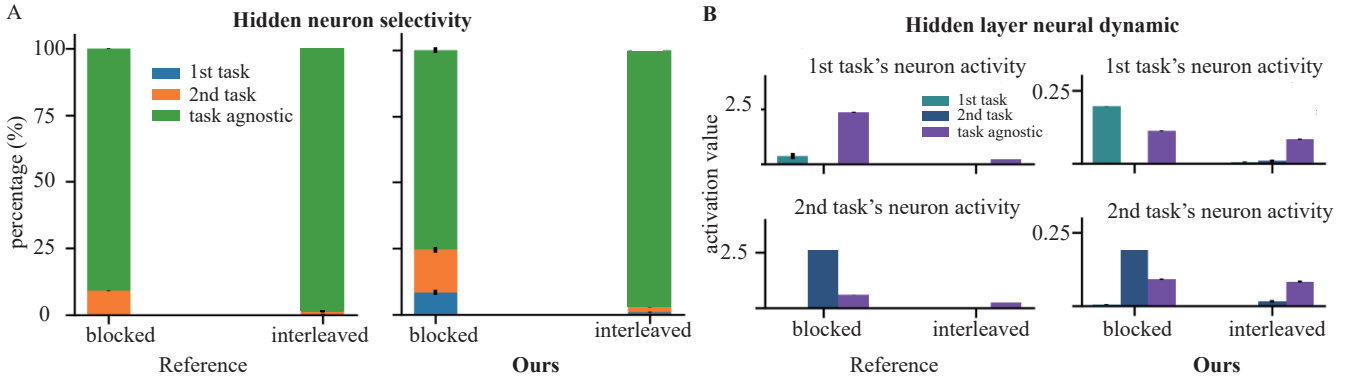 A
Hidden neuron selectivity
100
75
50
25
0
percentage (%)
1st task
2nd task
task agnostic
blocked
interleaved
blocked
interleaved
Reference
Ours
B
Hidden layer neural dynamic
activation value
1st task's neuron activity
2.5
1st task
2nd task
task agnostic
1st task's neuron activity
0.25
2nd task's neuron activity
2.5
2nd task's neuron activity
0.25
blocked
interleaved
blocked
interleaved
Reference
Ours